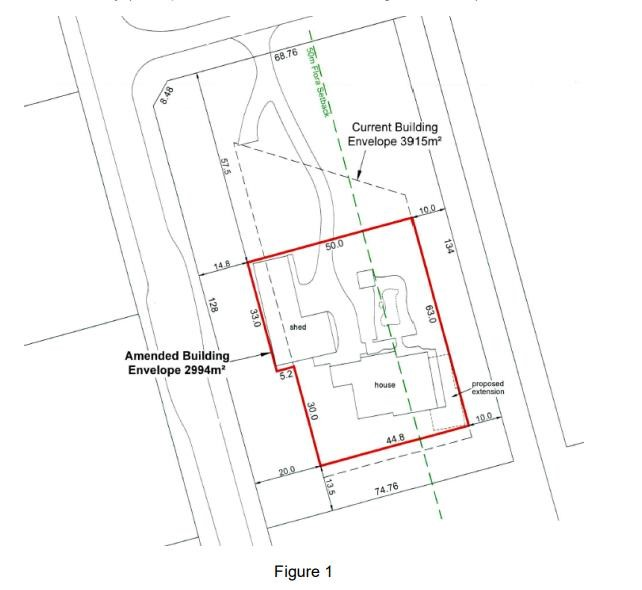 68.76
50m Flora Setback
8.48
Current Building
Envelope 3915m²
57.5
10.0
50.0
134
14.8
128
33.0
63.0
shed
Amended Building
Envelope 2994m²
5.2
house
proposed
extension
30.0
10.0
44.8
20.0
13.5
74.76
Figure 1